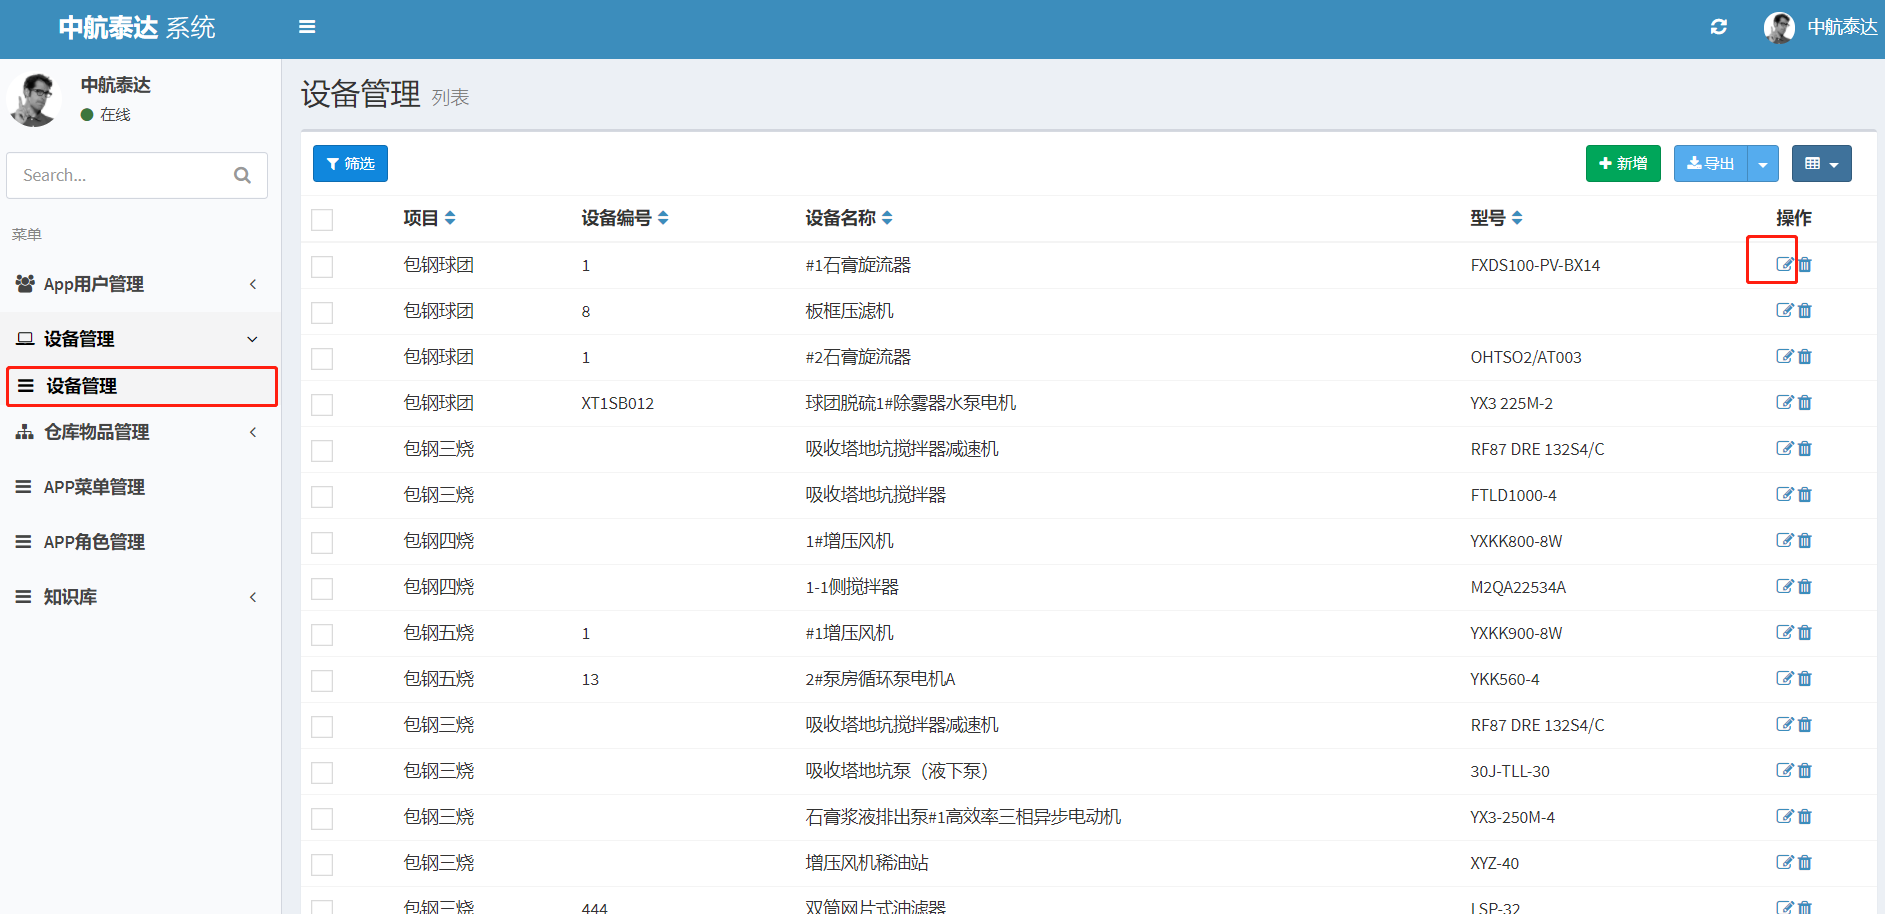 中航泰达 系统
中航泰达
中航泰达
在线
Search...
菜单
App用户管理
设备管理
设备管理
仓库物品管理
APP菜单管理
APP角色管理
知识库
设备管理 列表
筛选
新增 导出
项目 设备编号 设备名称 型号 操作
包钢球团 1 #1石膏旋流器 FXDS100-PV-BX14
包钢球团 8 板框压滤机
包钢球团 1 #2石膏旋流器 OHTSO2/AT003
包钢球团 XT1SB012 球团脱硫1#除雾器水泵电机 YX3 225M-2
包钢三烧 吸收塔地坑搅拌器减速机 RF87 DRE 132S4/C
包钢三烧 吸收塔地坑搅拌器 FTLD1000-4
包钢四烧 1#增压风机 YXKK800-8W
包钢四烧 1-1侧搅拌器 M2QA22534A
包钢五烧 1 #1增压风机 YXKK900-8W
包钢五烧 13 2#泵房循环泵电机A YKK560-4
包钢三烧 吸收塔地坑搅拌器减速机 RF87 DRE 132S4/C
包钢三烧 吸收塔地坑泵（液下泵） 30J-TLL-30
包钢三烧 石膏浆液排出泵#1高效率三相异步电动机 YX3-250M-4
包钢三烧 增压风机稀油站 XYZ-40
包钢三烧 444 双筒网片式油滤器 LSP-32